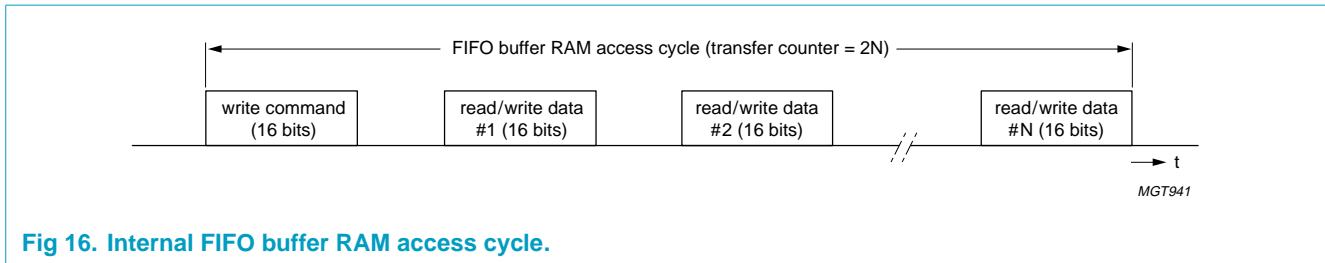 FIFO buffer RAM access cycle (transfer counter = 2N)
write command
(16 bits)
read/write data
#1 (16 bits)
read/write data
#2 (16 bits)
read/write data
#N (16 bits)
t
MGT941
Fig 16. Internal FIFO buffer RAM access cycle.